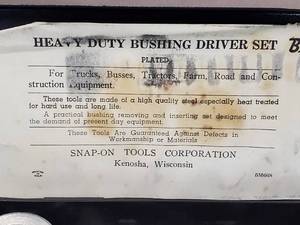 HEAVY DUTY BUSHING DRIVER SET
PLATED
For Trucks, Busses, Tractors, Farm, Road and Con-
struction Equipment.
These tools are made of a high quality steel especially heat treated
for hard use and long life.
A practical bushing removing and inserting set designed to meet
the demand of present day equipment.
These Tools Are Guaranteed Against Defects in
Workmanship or Materials
SNAP-ON TOOLS CORPORATION
Kenosha, Wisconsin